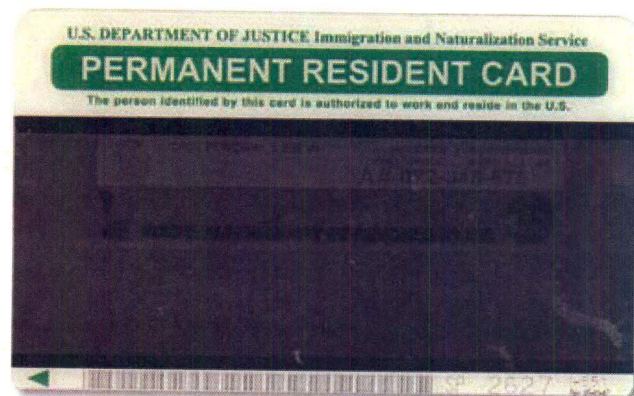 U.S. DEPARTMENT OF JUSTICE Immigration and Naturalization Service
PERMANENT RESIDENT CARD
The person identified by this card is authorized to work and reside in the U.S.
2627